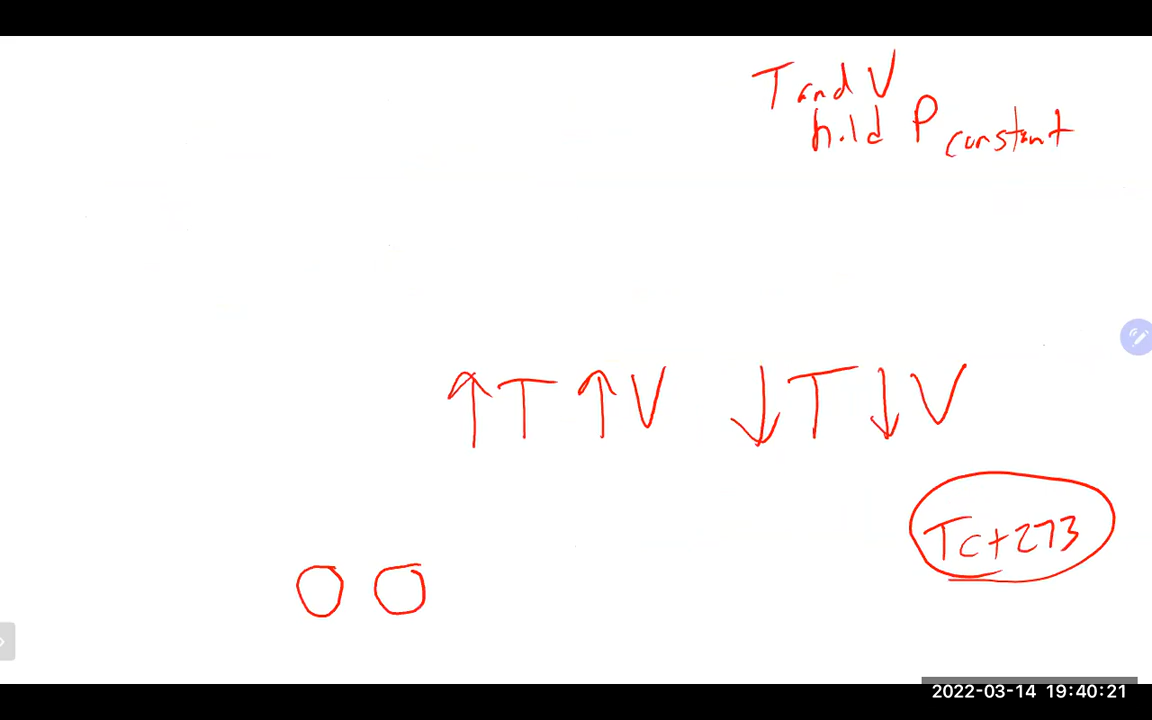 T and V
hold P constant
↑T ↑V ↓T ↓V
Tc+273
2022-03-14 19:40:21